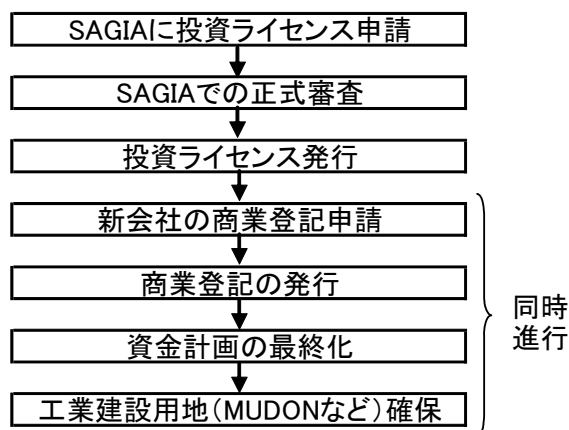 SAGIAに投資ライセンス申請
SAGIAでの正式審査
投資ライセンス発行
新会社の商業登記申請
商業登記の発行
資金計画の最終化
工業建設用地(MUDONなど)確保
同時
進行